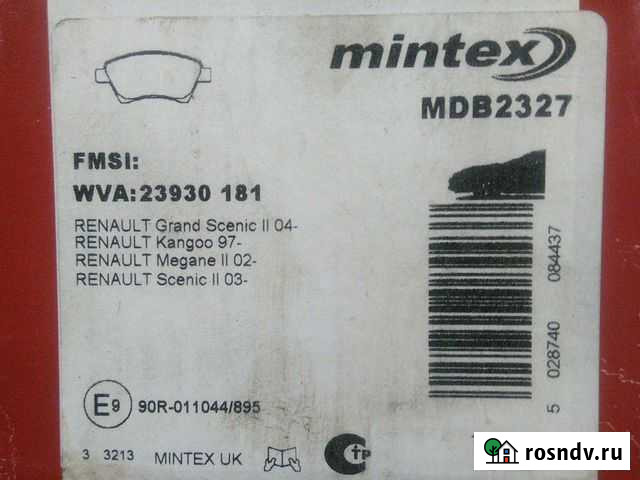 mintex
MDB2327
FMSI:
WVA:23930 181
RENAULT Grand Scenic II 04-
RENAULT Kangoo 97-
RENAULT Megane II 02-
RENAULT Scenic II 03-
5 028740 084437
E9 90R-011044/895
3 3213 MINTEX UK
rosndv.ru